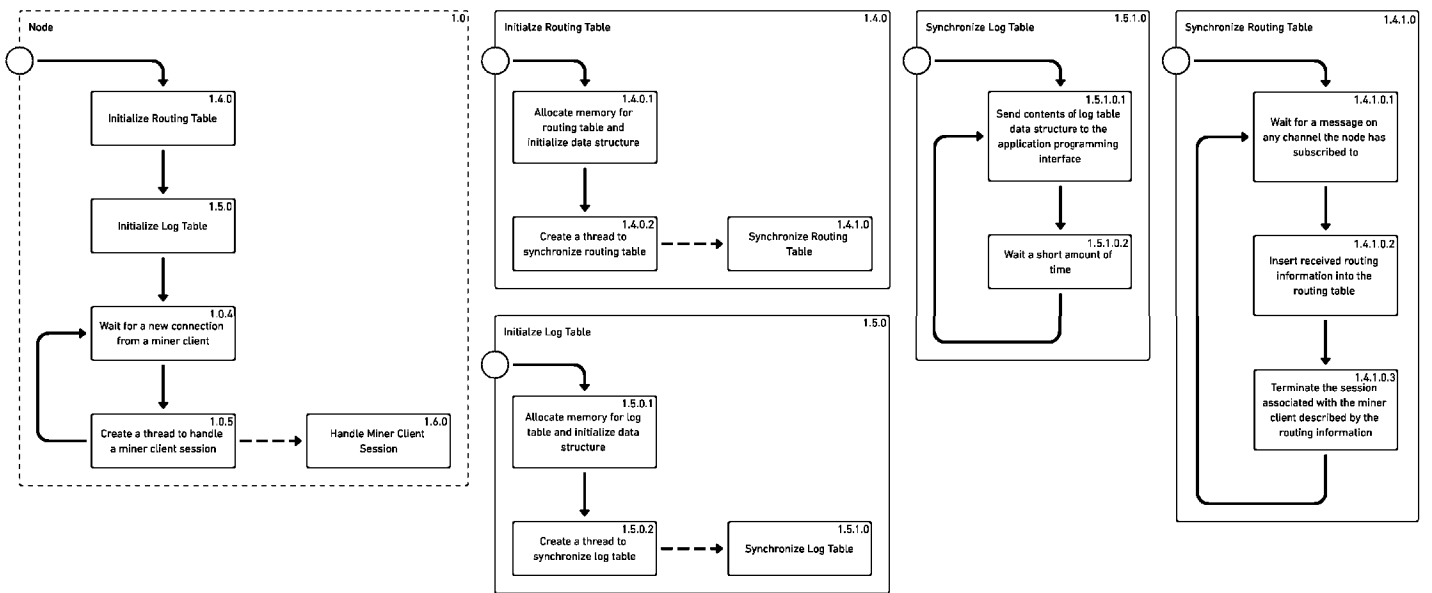 Node
1.0
1.4.0
Initialize Routing Table
1.5.0
Initialize Log Table
1.0.4
Wait for a new connection
from a miner client
1.0.5
Create a thread to handle
a miner client session
1.6.0
Handle Miner Client
Session
Initialze Routing Table
1.4.0
1.4.0.1
Allocate memory for
routing table and
initialize data structure
1.4.0.2
Create a thread to
synchronize routing table
1.4.1.0
Synchronize Routing
Table
Initialze Log Table
1.5.0
1.5.0.1
Allocate memory for log
table and initialize data
structure
1.5.0.2
Create a thread to
synchronize log table
1.5.1.0
Synchronize Log Table
Synchronize Log Table
1.5.1.0
1.5.1.0.1
Send contents of log table
data structure to the
application programming
interface
1.5.1.0.2
Wait a short amount of
time
Synchronize Routing Table
1.4.1.0
1.4.1.0.1
Wait for a message on
any channel the node has
subscribed to
1.4.1.0.2
Insert received routing
information into the
routing table
1.4.1.0.3
Terminate the session
associated with the miner
client described by the
routing information